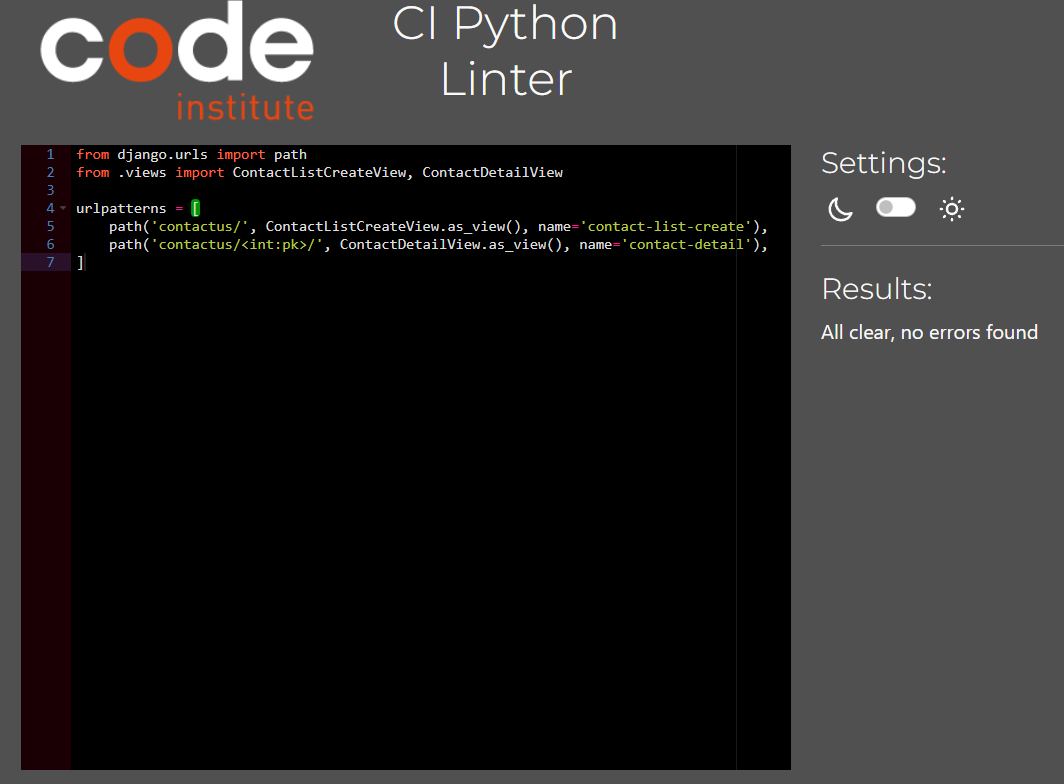 code
institute
CI Python
Linter
1 from django.urls import path
2 from .views import ContactListCreateView, ContactDetailView
3
4 urlpatterns = [
5     path('contactus/', ContactListCreateView.as_view(), name='contact-list-create'),
6     path('contactus/<int:pk>/', ContactDetailView.as_view(), name='contact-detail'),
7 ]
Settings:
Results:
All clear, no errors found